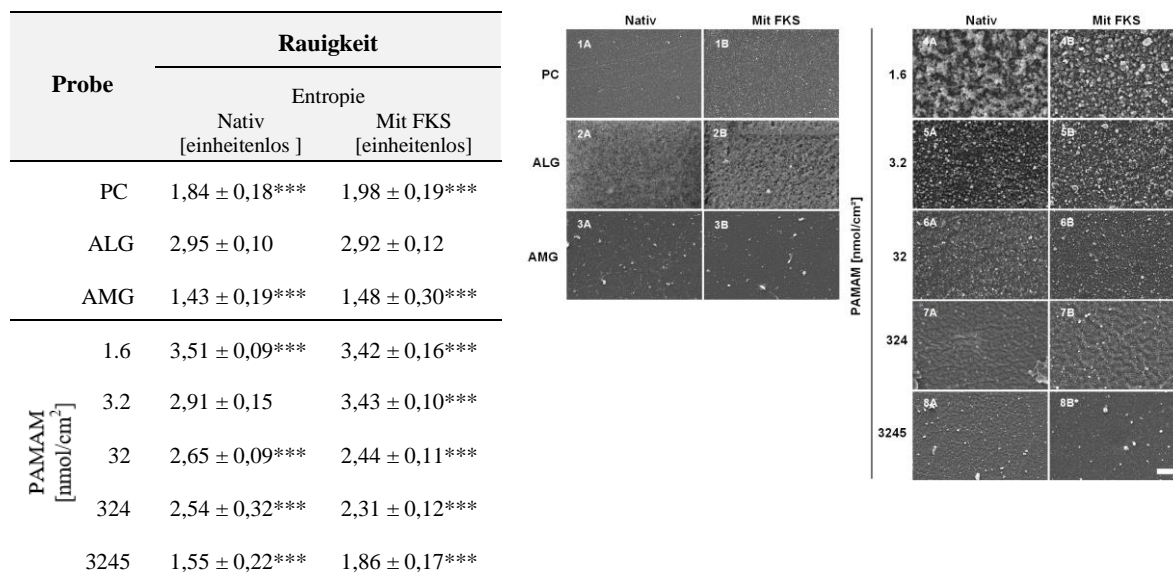 Probe
Rauigkeit
Entropie
Nativ
[einheitenlos ]
Mit FKS
[einheitenlos]
PC 1,84 ± 0,18*** 1,98 ± 0,19***
ALG 2,95 ± 0,10 2,92 ± 0,12
AMG 1,43 ± 0,19*** 1,48 ± 0,30***
PAMAM
[nmol/cm²]
1.6 3,51 ± 0,09*** 3,42 ± 0,16***
3.2 2,91 ± 0,15 3,43 ± 0,10***
32 2,65 ± 0,09*** 2,44 ± 0,11***
324 2,54 ± 0,32*** 2,31 ± 0,12***
3245 1,55 ± 0,22*** 1,86 ± 0,17***
Nativ Mit FKS
PC 1A 1B
ALG 2A 2B
AMG 3A 3B
PAMAM [nmol/cm²]
Nativ Mit FKS
1.6 4A 4B
3.2 5A 5B
32 6A 6B
324 7A 7B
3245 8A 8B*